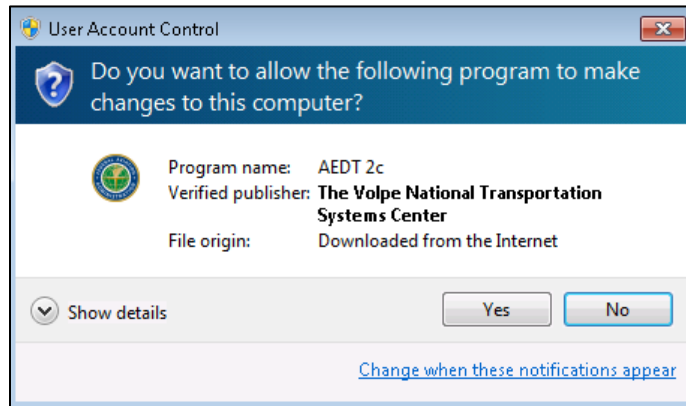 User Account Control
Do you want to allow the following program to make
changes to this computer?
Program name: AEDT 2c
Verified publisher: The Volpe National Transportation
Systems Center
File origin: Downloaded from the Internet
Show details
Yes
No
Change when these notifications appear